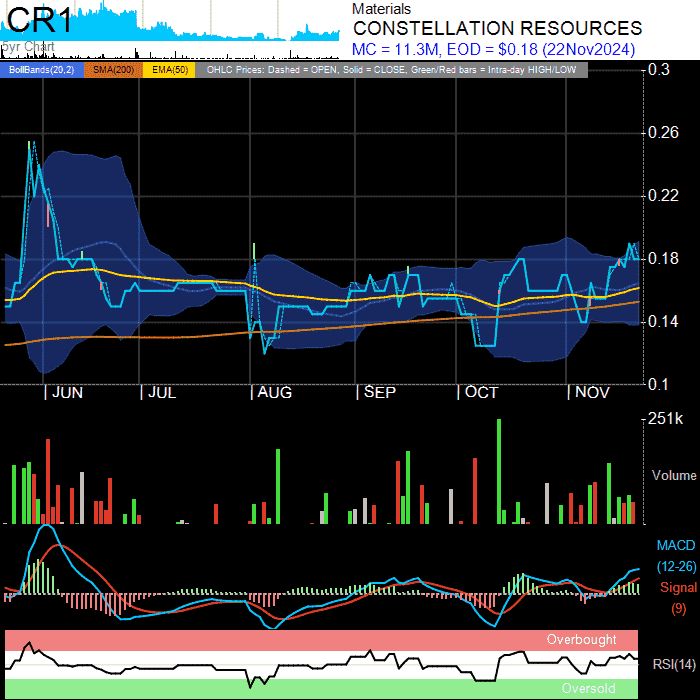 CR1
5yr Chart
Materials
CONSTELLATION RESOURCES
MC = 11.3M, EOD = $0.18 (22Nov2024)
BollBands(20,2) SMA(200) EMA(50) OHLC Prices: Dashed = OPEN, Solid = CLOSE, Green/Red bars = Intra-day HIGH/LOW
0.3
0.26
0.22
0.18
0.14
0.1
JUN JUL AUG SEP OCT NOV
251k
Volume
MACD
(12-26)
Signal
(9)
Overbought
RSI(14)
Oversold